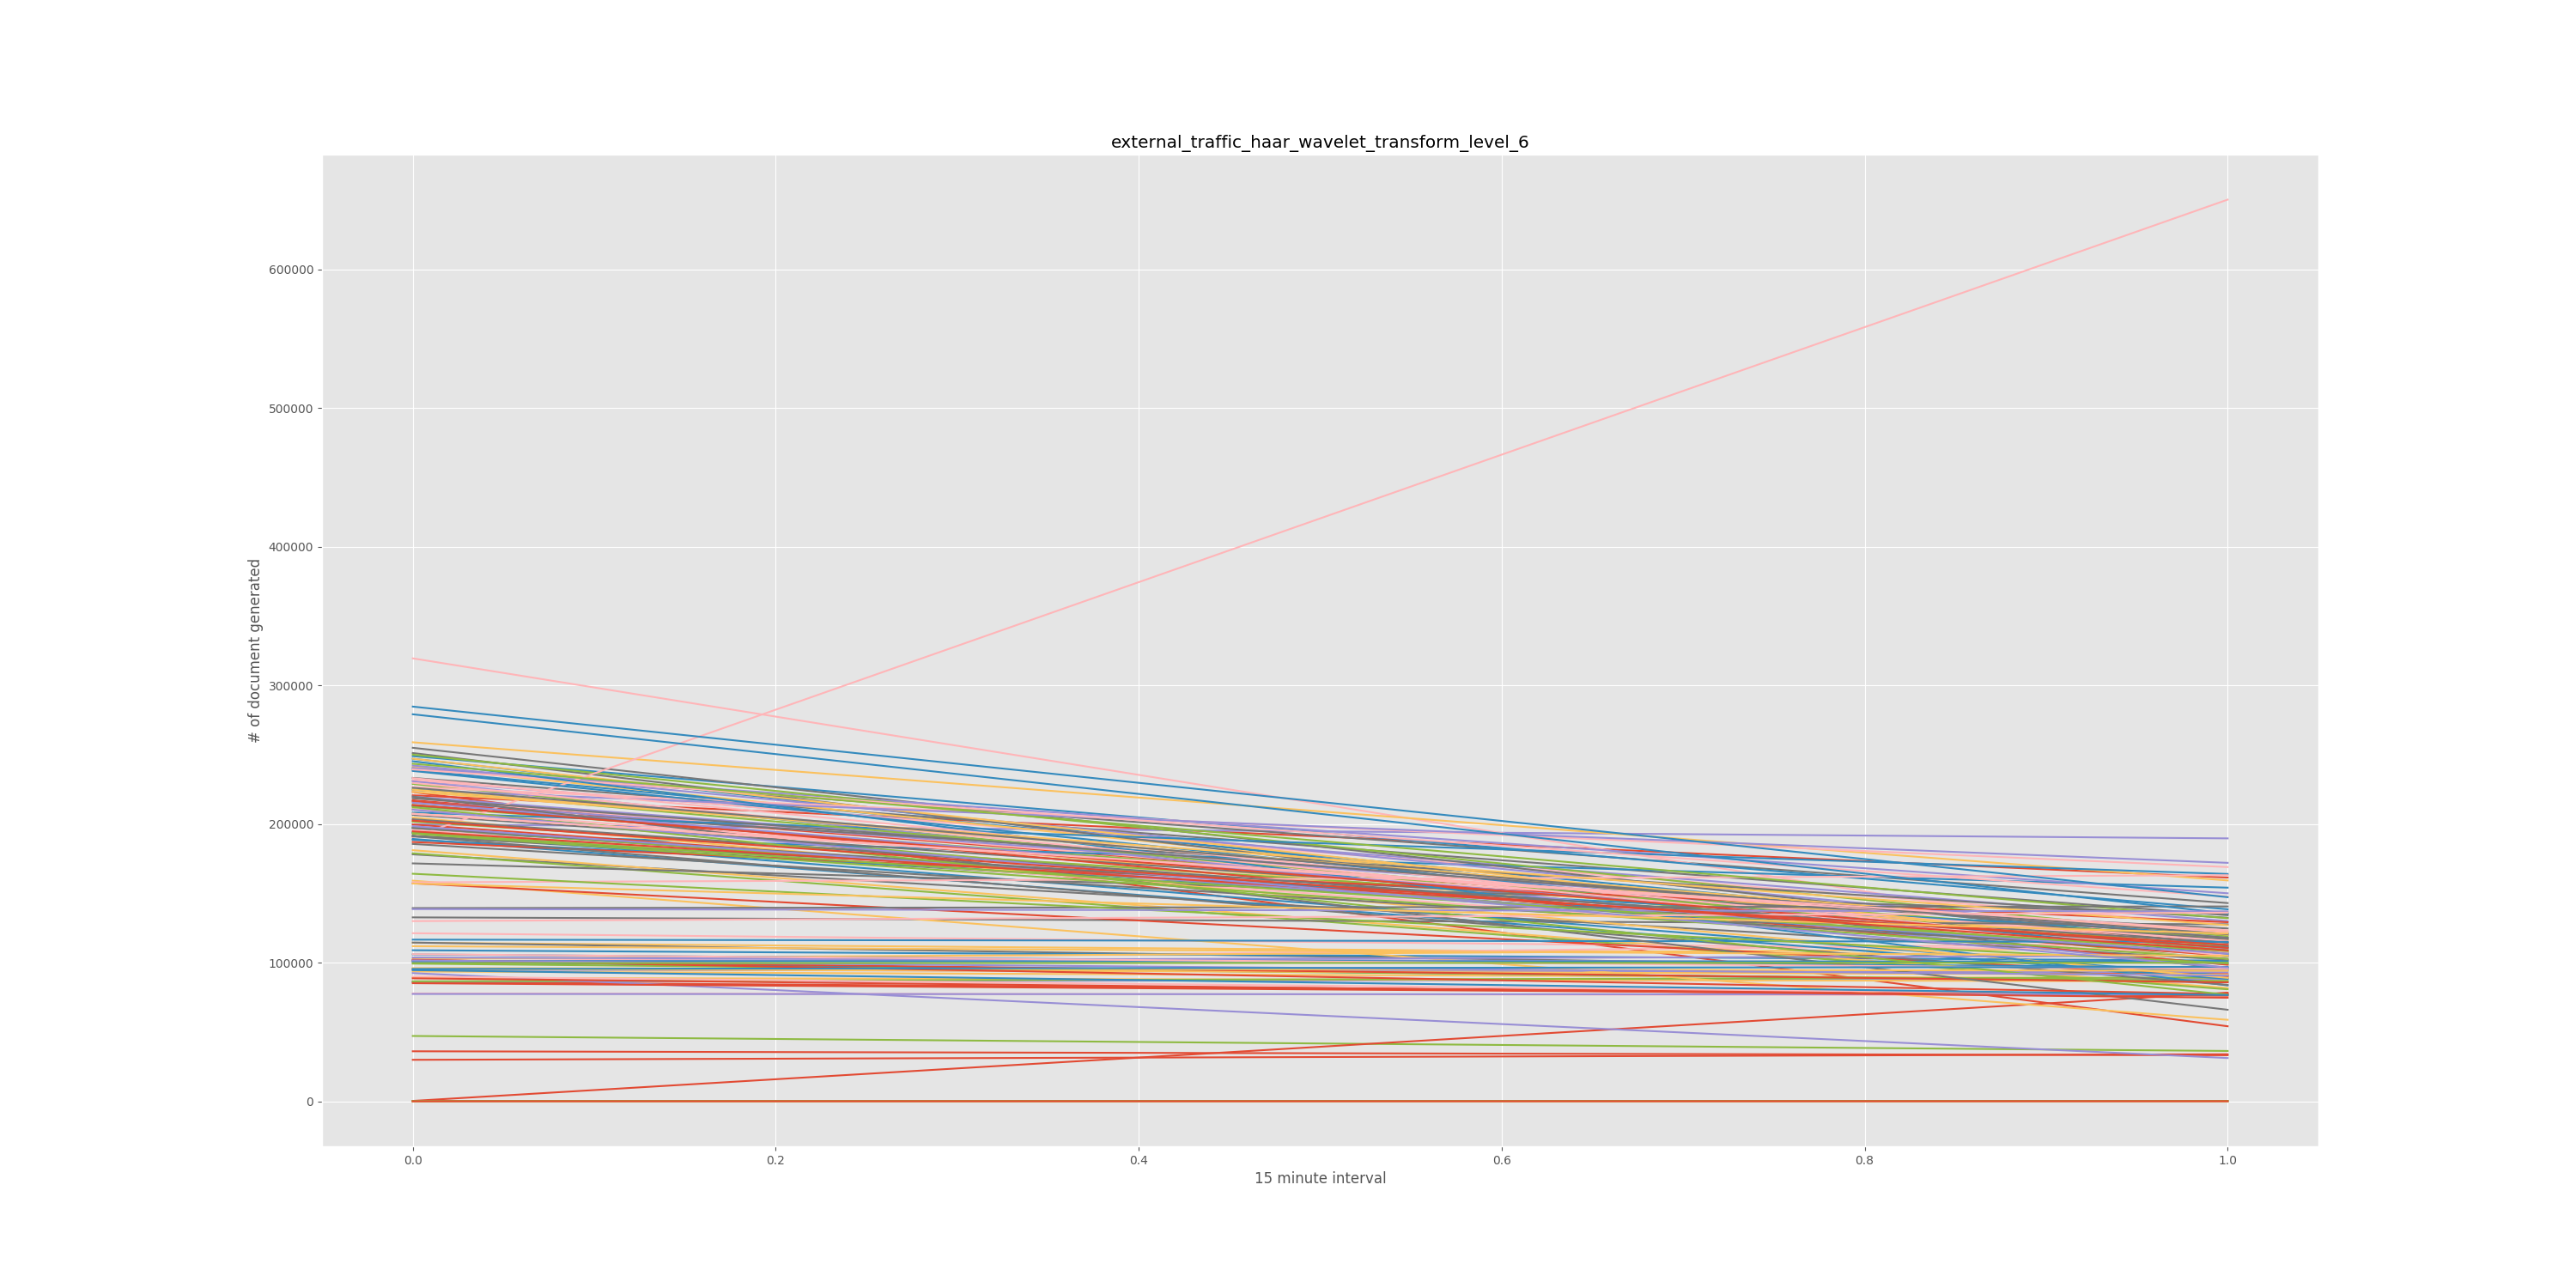 external_traffic_haar_wavelet_transform_level_6
# of document generated
600000
500000
400000
300000
200000
100000
0
0.0 0.2 0.4 0.6 0.8 1.0
15 minute interval